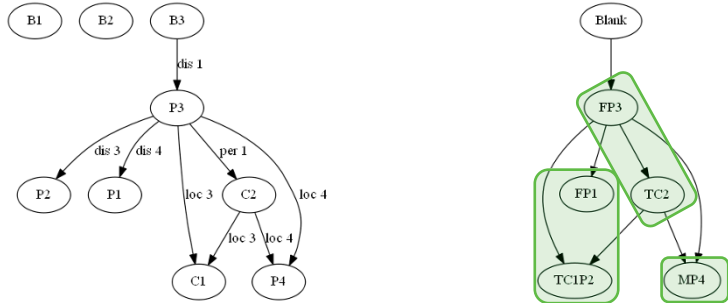 B1 B2 B3 Blank
dis 1
P3 FP3
dis 3 dis 4 per 1
P2 P1 loc 3 C2 loc 4 FP1 TC2
loc 3 loc 4
C1 P4 TC1P2 MP4